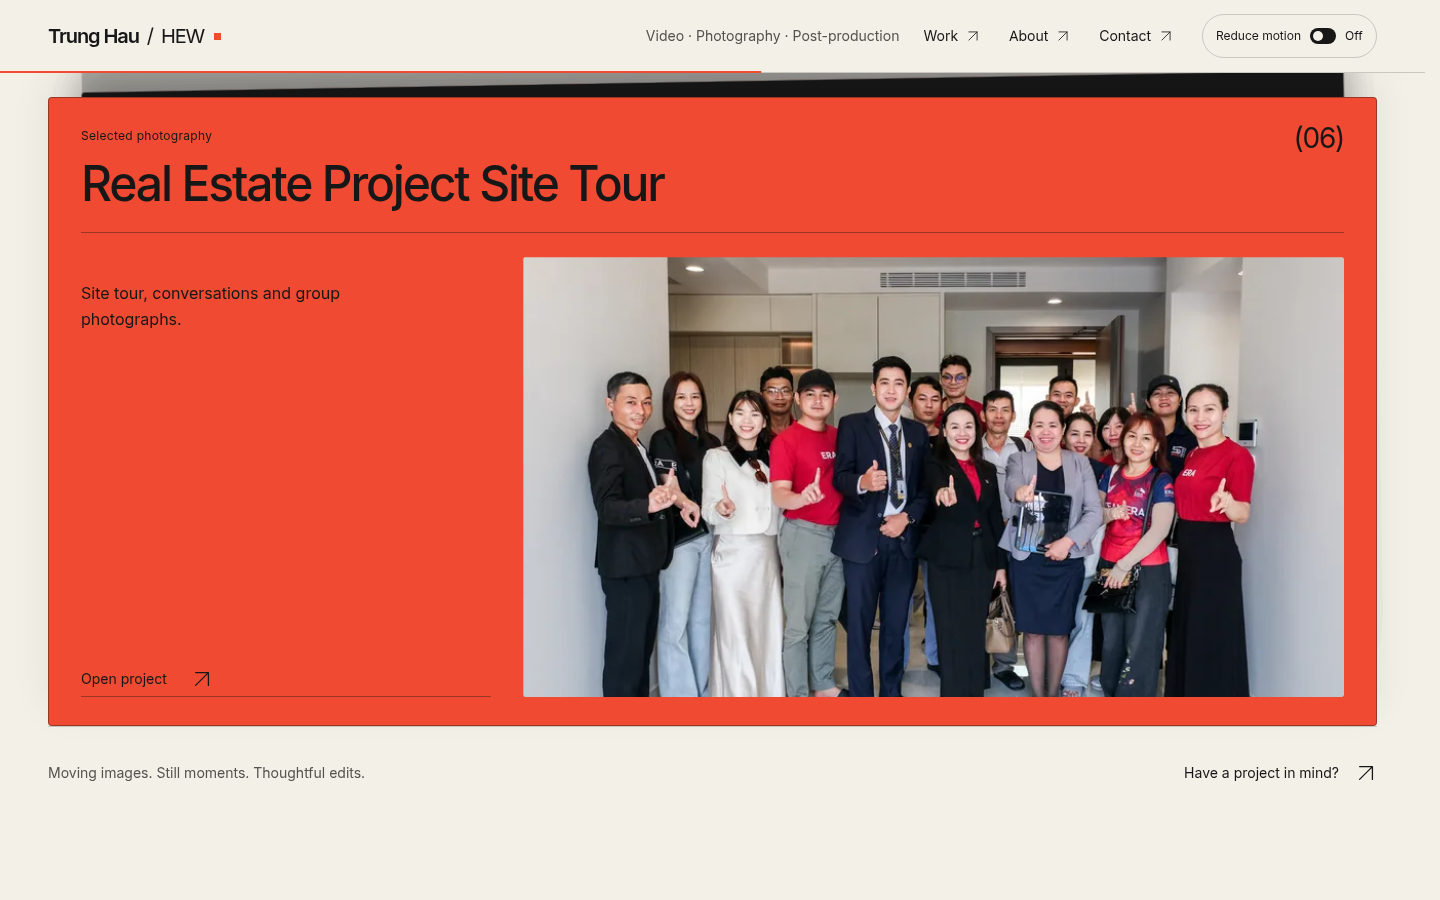 Trung Hau / HEW
Video · Photography · Post-production
Work
About
Contact
Reduce motion
Off
Selected photography
(06)
Real Estate Project Site Tour
Site tour, conversations and group
photographs.
ERA
ERA
Open project
Moving images. Still moments. Thoughtful edits.
Have a project in mind?